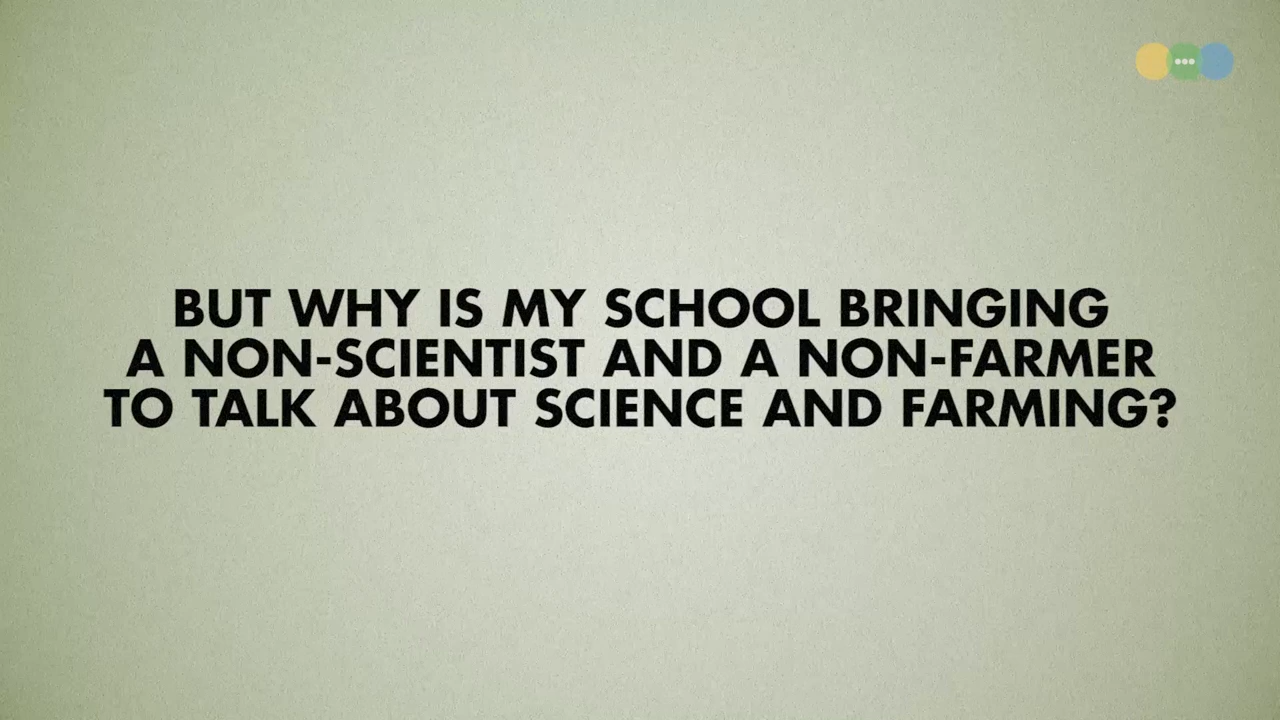 BUT WHY IS MY SCHOOL BRINGING
A NON-SCIENTIST AND A NON-FARMER
TO TALK ABOUT SCIENCE AND FARMING?